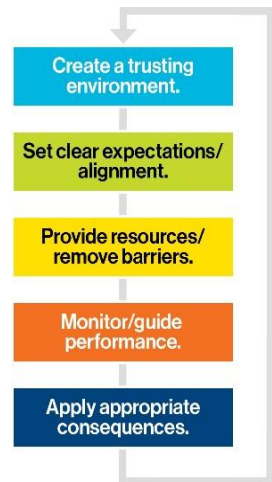 Create a trusting
environment.
Set clear expectations/
alignment.
Provide resources/
remove barriers.
Monitor/guide
performance.
Apply appropriate
consequences.